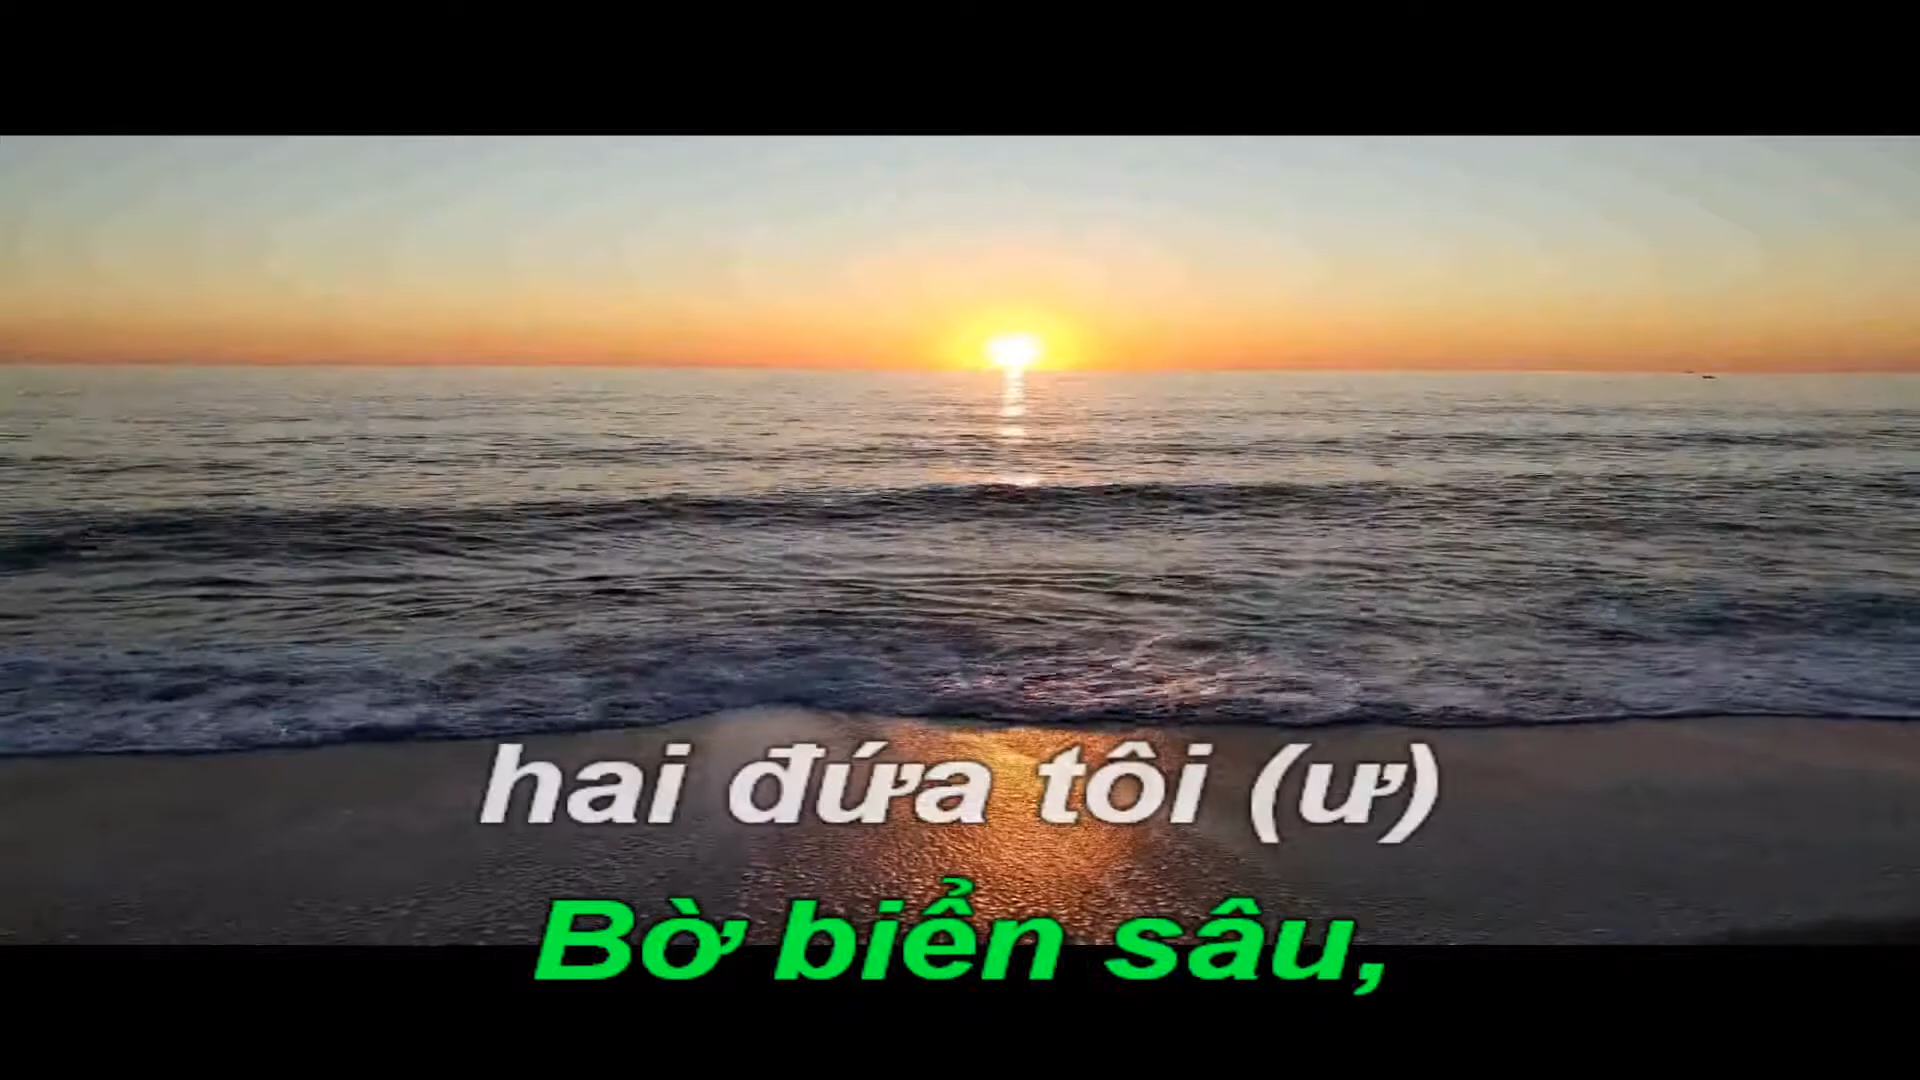 hai đứa tôi (ư)
Bờ biển sâu,